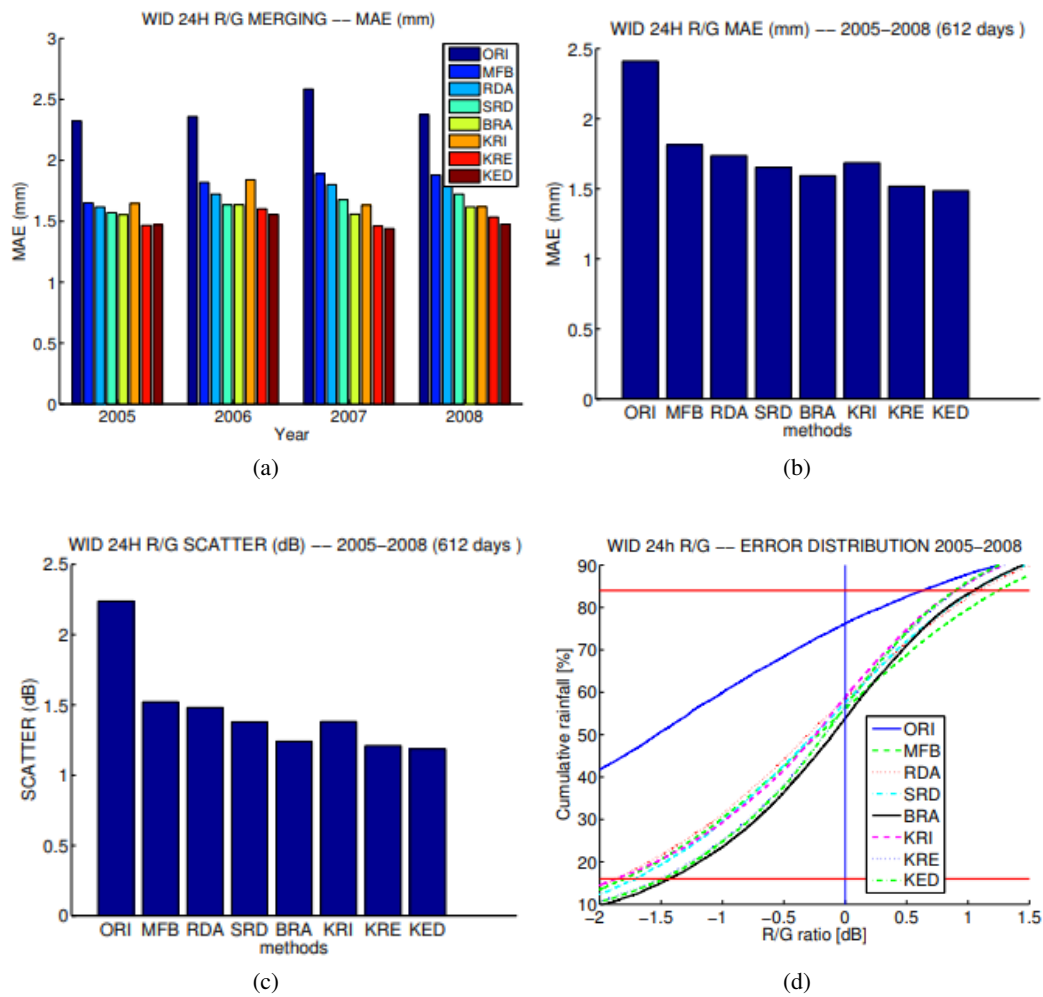 WID 24H R/G MERGING −− MAE (mm)
3
2.5
2
1.5
1
0.5
0
MAE (mm)
ORI
MFB
RDA
SRD
BRA
KRI
KRE
KED
2005 2006 2007 2008
Year
(a)
WID 24H R/G MAE (mm) −− 2005−2008 (612 days )
2.5
2
1.5
1
0.5
0
MAE (mm)
ORI MFB RDA SRD BRA KRI KRE KED
methods
(b)
WID 24H R/G SCATTER (dB) −− 2005−2008 (612 days )
2.5
2
1.5
1
0.5
0
SCATTER (dB)
ORI MFB RDA SRD BRA KRI KRE KED
methods
(c)
WID 24h R/G −− ERROR DISTRIBUTION 2005−2008
90
80
70
60
50
40
30
20
10
Cumulative rainfall [%]
ORI
MFB
RDA
SRD
BRA
KRI
KRE
KED
−2 −1.5 −1 −0.5 0 0.5 1 1.5
R/G ratio [dB]
(d)